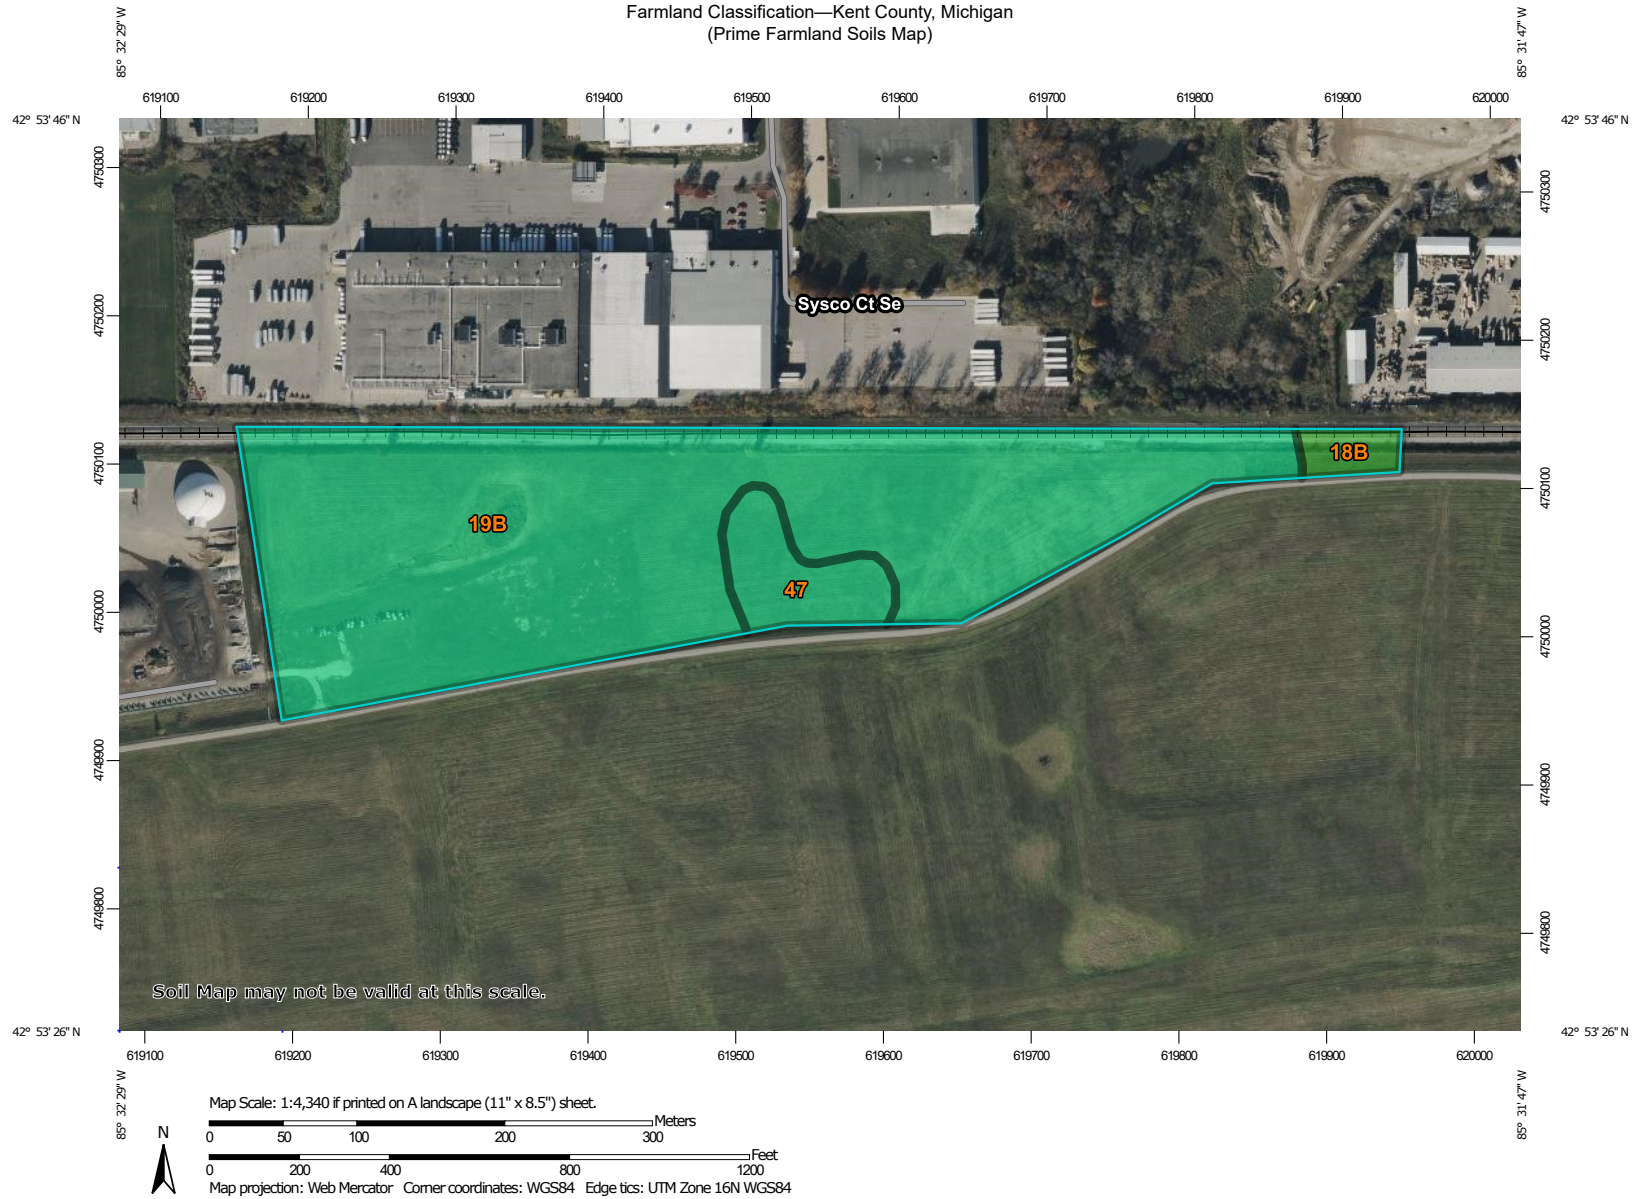 Farmland Classification—Kent County, Michigan
(Prime Farmland Soils Map)
85° 32' 29" W
85° 31' 47" W
619100 619200 619300 619400 619500 619600 619700 619800 619900 620000
42° 53' 46" N
42° 53' 46" N
4750300
4750300
4750200
4750200
Sysco Ct Se
4750100
4750100
18B
19B
47
4750000
4750000
4749900
4749900
4749800
4749800
Soil Map may not be valid at this scale.
42° 53' 26" N
42° 53' 26" N
619100 619200 619300 619400 619500 619600 619700 619800 619900 620000
85° 32' 29" W
85° 31' 47" W
Map Scale: 1:4,340 if printed on A landscape (11" x 8.5") sheet.
Meters
0 50 100 200 300
N
Feet
0 200 400 800 1200
Map projection: Web Mercator Corner coordinates: WGS84 Edge tics: UTM Zone 16N WGS84